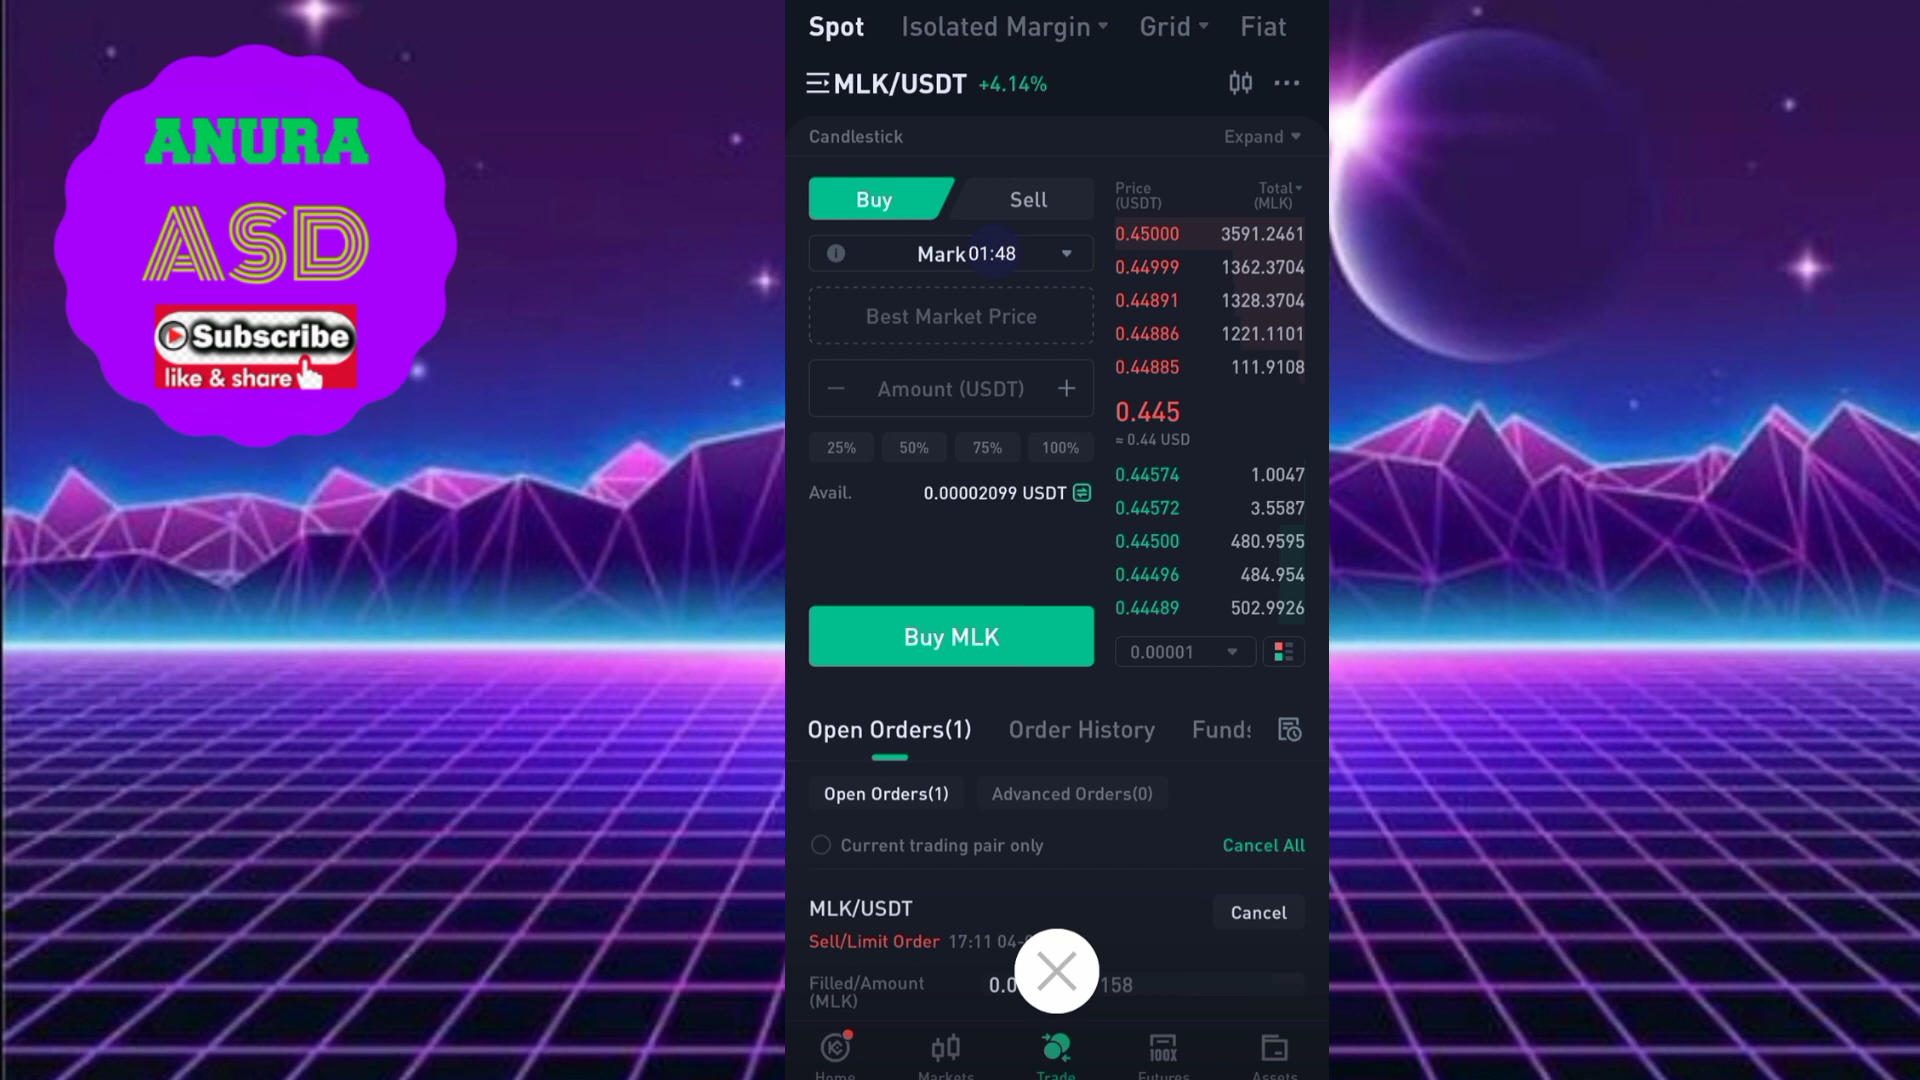 ANURA
ASD
Subscribe
like & share
Spot Isolated Margin Grid Fiat
MLK/USDT +4.14%
Candlestick Expand
Buy Sell
Price (USDT) Total (MLK)
Mark 01:48
Best Market Price
Amount (USDT)
25% 50% 75% 100%
Avail. 0.00002099 USDT
Buy MLK
0.45000 3591.2461
0.44999 1362.3704
0.44891 1328.3704
0.44886 1221.1101
0.44885 111.9108
0.445
≈ 0.44 USD
0.44574 1.0047
0.44572 3.5587
0.44500 480.9595
0.44496 484.954
0.44489 502.9926
0.00001
Open Orders(1) Order History Funds
Open Orders(1) Advanced Orders(0)
Current trading pair only Cancel All
MLK/USDT Cancel
Sell/Limit Order 17:11 04-
Filled/Amount (MLK) 0.0 158
100X
Home Markets Trade Futures Assets